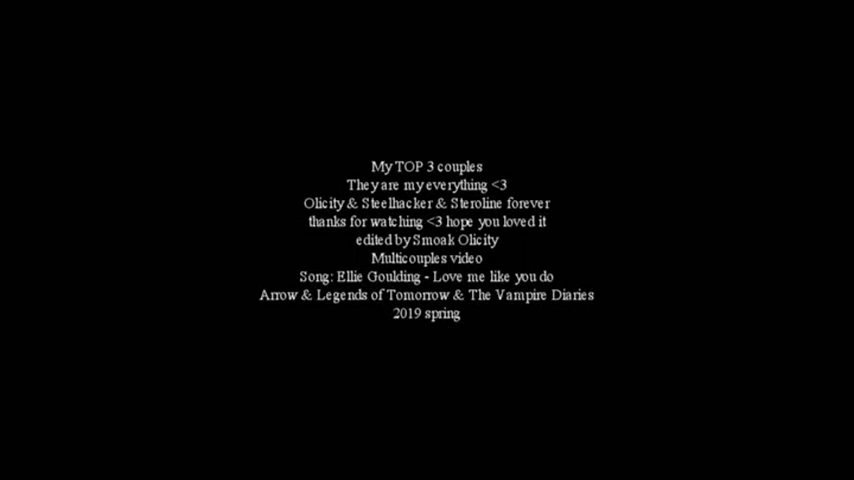 My TOP 3 couples
They are my everything <3
Olicity & Steelhacker & Steroline forever
thanks for watching <3 hope you loved it
edited by Smoak Olicity
Multicouples video
Song: Ellie Goulding - Love me like you do
Arrow & Legends of Tomorrow & The Vampire Diaries
2019 spring